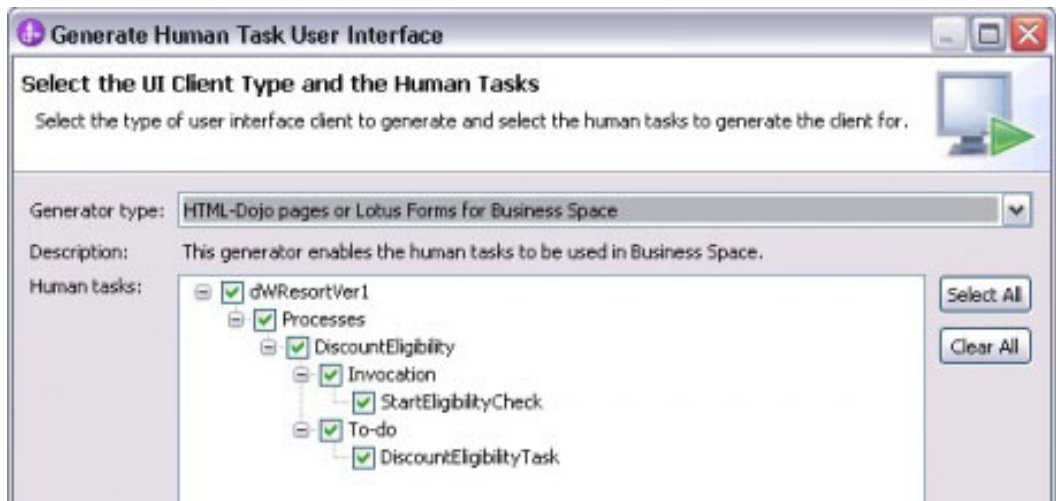 Generate Human Task User Interface
Select the UI Client Type and the Human Tasks
Select the type of user interface client to generate and select the human tasks to generate the client for.
Generator type: HTML-Dojo pages or Lotus Forms for Business Space
Description: This generator enables the human tasks to be used in Business Space.
Human tasks:
dWResortVer1
Select All
Processes
DiscountEligibility
Clear All
Invocation
StartEligibilityCheck
To-do
DiscountEligibilityTask